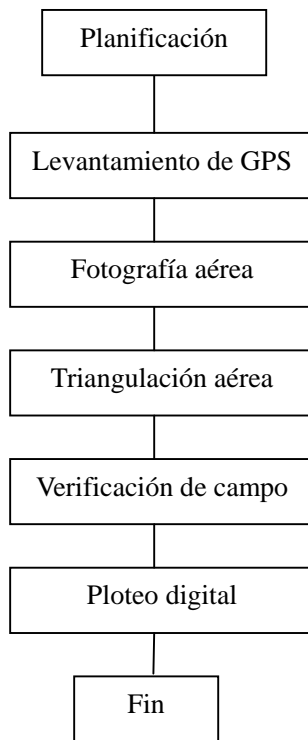 Planificación
Levantamiento de GPS
Fotografía aérea
Triangulación aérea
Verificación de campo
Ploteo digital
Fin